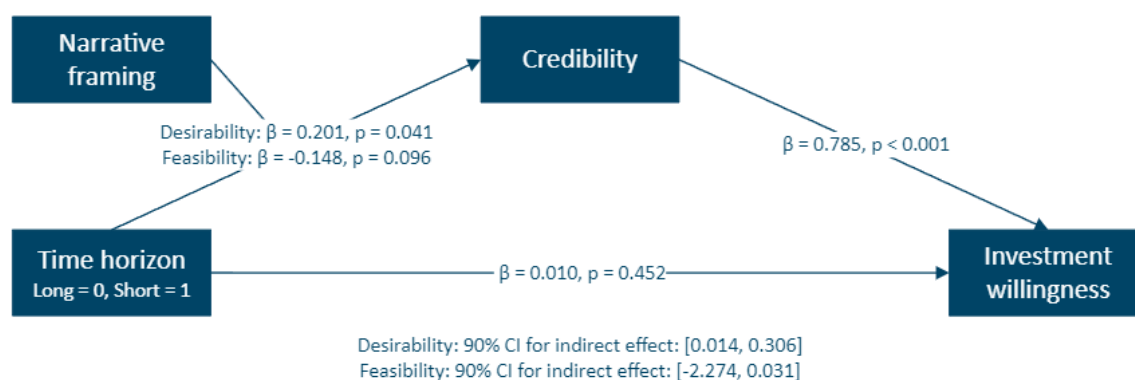 Narrative
framing
Credibility
Desirability: β = 0.201, p = 0.041
Feasibility: β = -0.148, p = 0.096
β = 0.785, p < 0.001
Time horizon
Long = 0, Short = 1
β = 0.010, p = 0.452
Investment
willingness
Desirability: 90% CI for indirect effect: [0.014, 0.306]
Feasibility: 90% CI for indirect effect: [-2.274, 0.031]